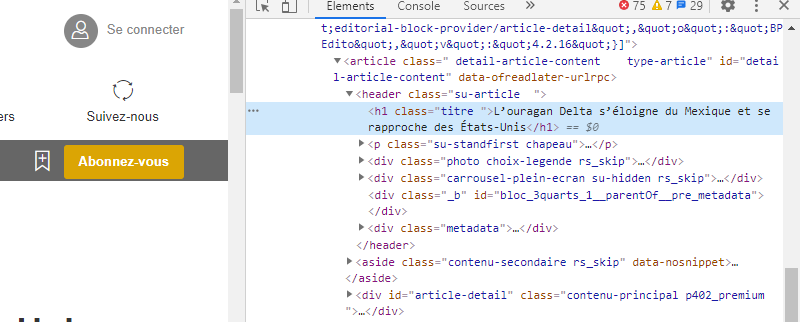 Se connecter
ers
Suivez-nous
Abonnez-vous
Elements Console Sources » 75 7 29
t;editorial-block-provider/article-detail&quot;,&quot;o&quot;:&quot;BP
Edito&quot;,&quot;v&quot;:&quot;4.2.16&quot;}]">
▼<article class=" detail-article-content    type-article" id="detai
l-article-content" data-ofreadlater-urlrpc>
▼<header class="su-article  ">
… <h1 class="titre ">L’ouragan Delta s’éloigne du Mexique et se
rapproche des États-Unis</h1> == $0
▶<p class="su-standfirst chapeau">…</p>
▶<div class="photo choix-legende rs_skip">…</div>
▶<div class="carrousel-plein-ecran su-hidden rs_skip">…</div>
<div class="_b" id="bloc_3quarts_1__parentOf__pre_metadata">
</div>
▶<div class="metadata">…</div>
</header>
▶<aside class="contenu-secondaire rs_skip" data-nosnippet>…
</aside>
▶<div id="article-detail" class="contenu-principal p402_premium
">…</div>